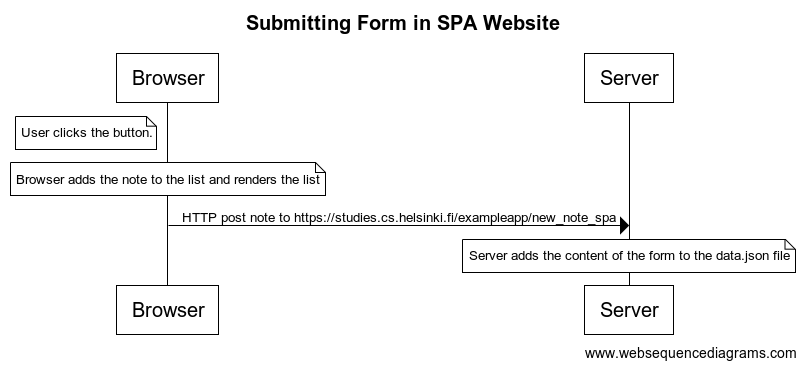 Submitting Form in SPA Website
Browser
Server
User clicks the button.
Browser adds the note to the list and renders the list
HTTP post note to https://studies.cs.helsinki.fi/exampleapp/new_note_spa
Server adds the content of the form to the data.json file
Browser
Server
www.websequencediagrams.com